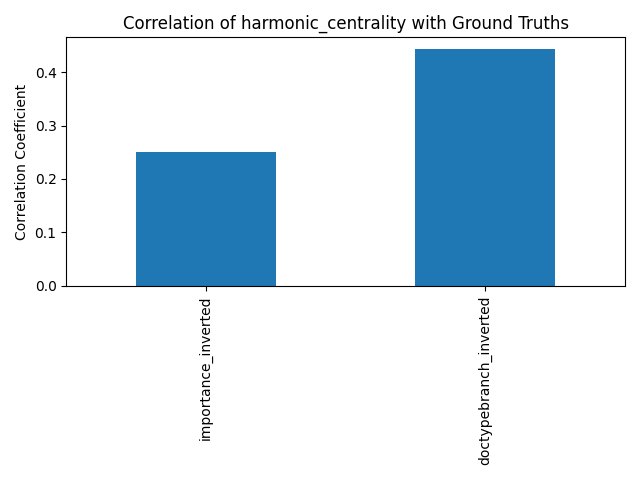 Correlation of harmonic_centrality with Ground Truths
Correlation Coefficient
0.4
0.3
0.2
0.1
0.0
importance_inverted
doctypebranch_inverted